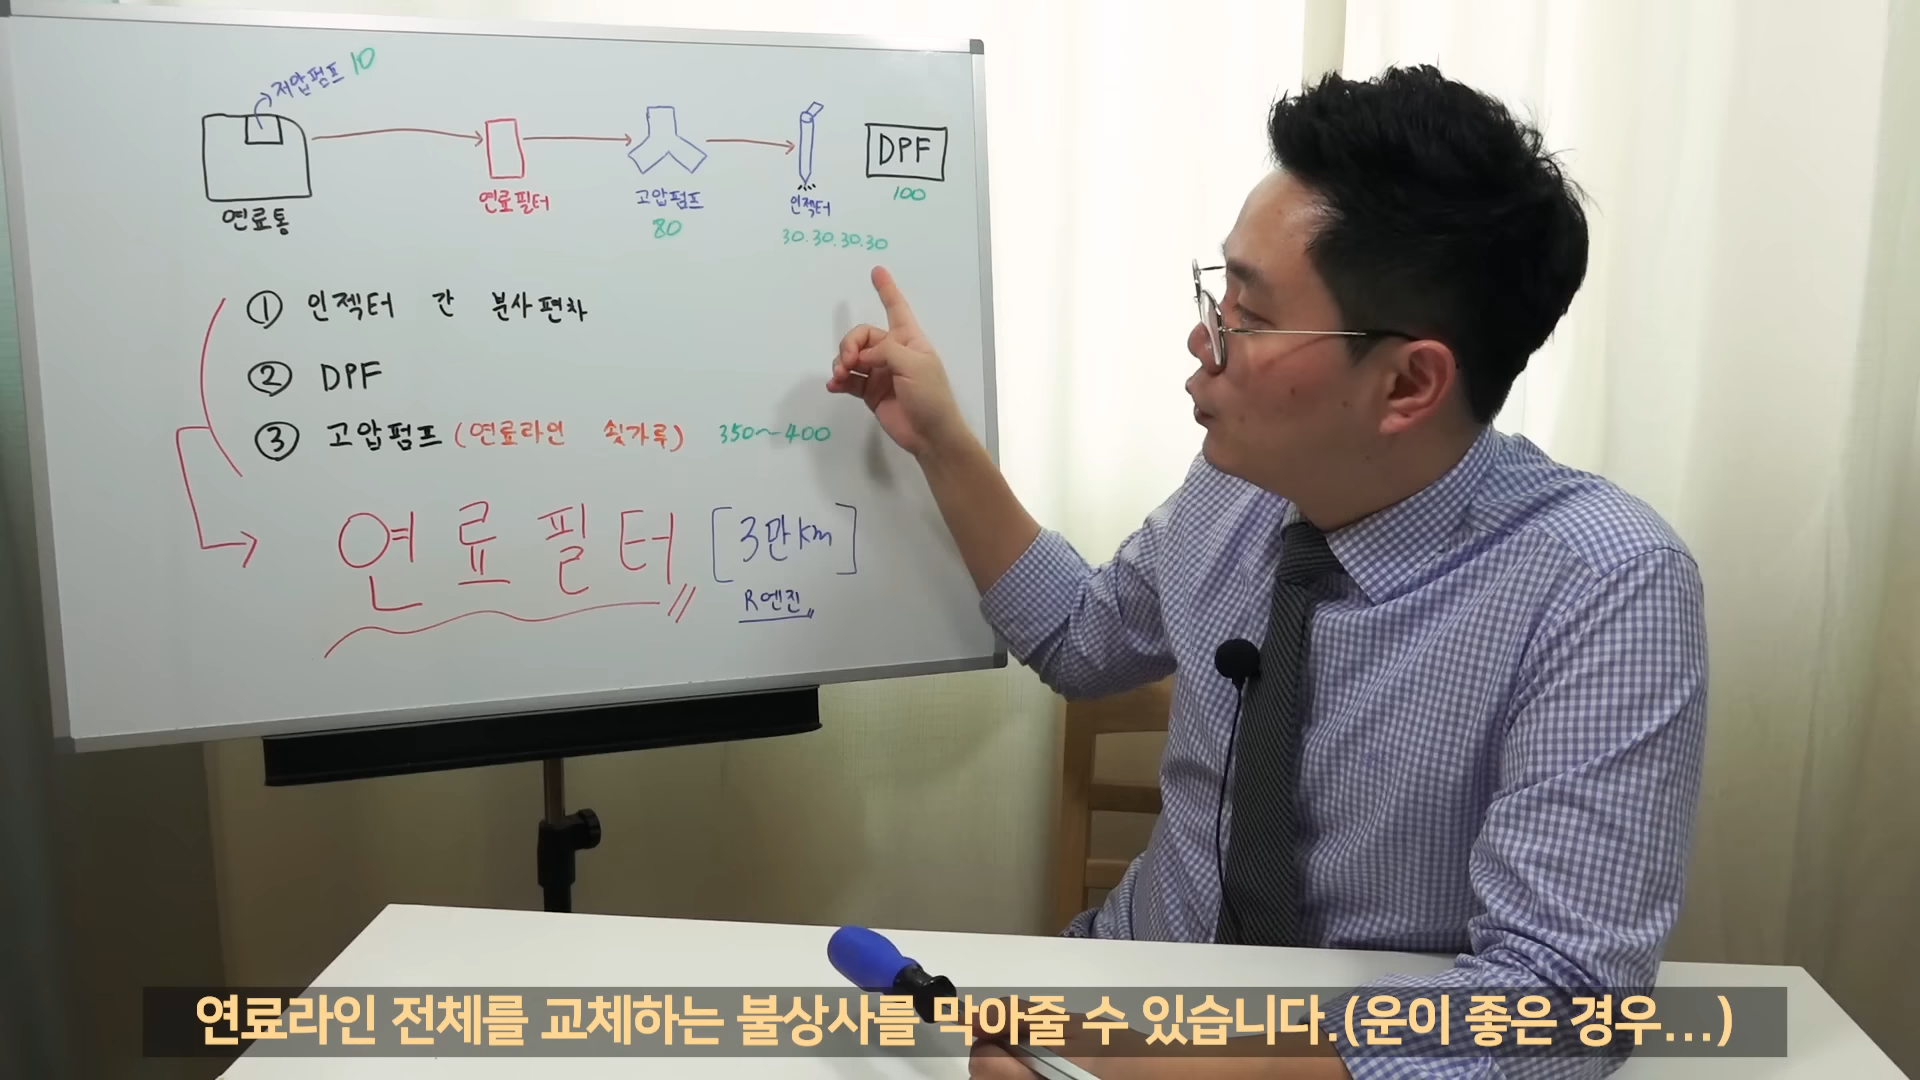 저압펌프 10
연료통
연료필터
고압펌프
80
인젝터
30.30.30.30
DPF
100
① 인젝터 간 분사편차
② DPF
③ 고압펌프 (연료라인 쇳가루) 350~400
연료필터 [3만km]
R엔진
연료라인 전체를 교체하는 불상사를 막아줄 수 있습니다.(운이 좋은 경우...)